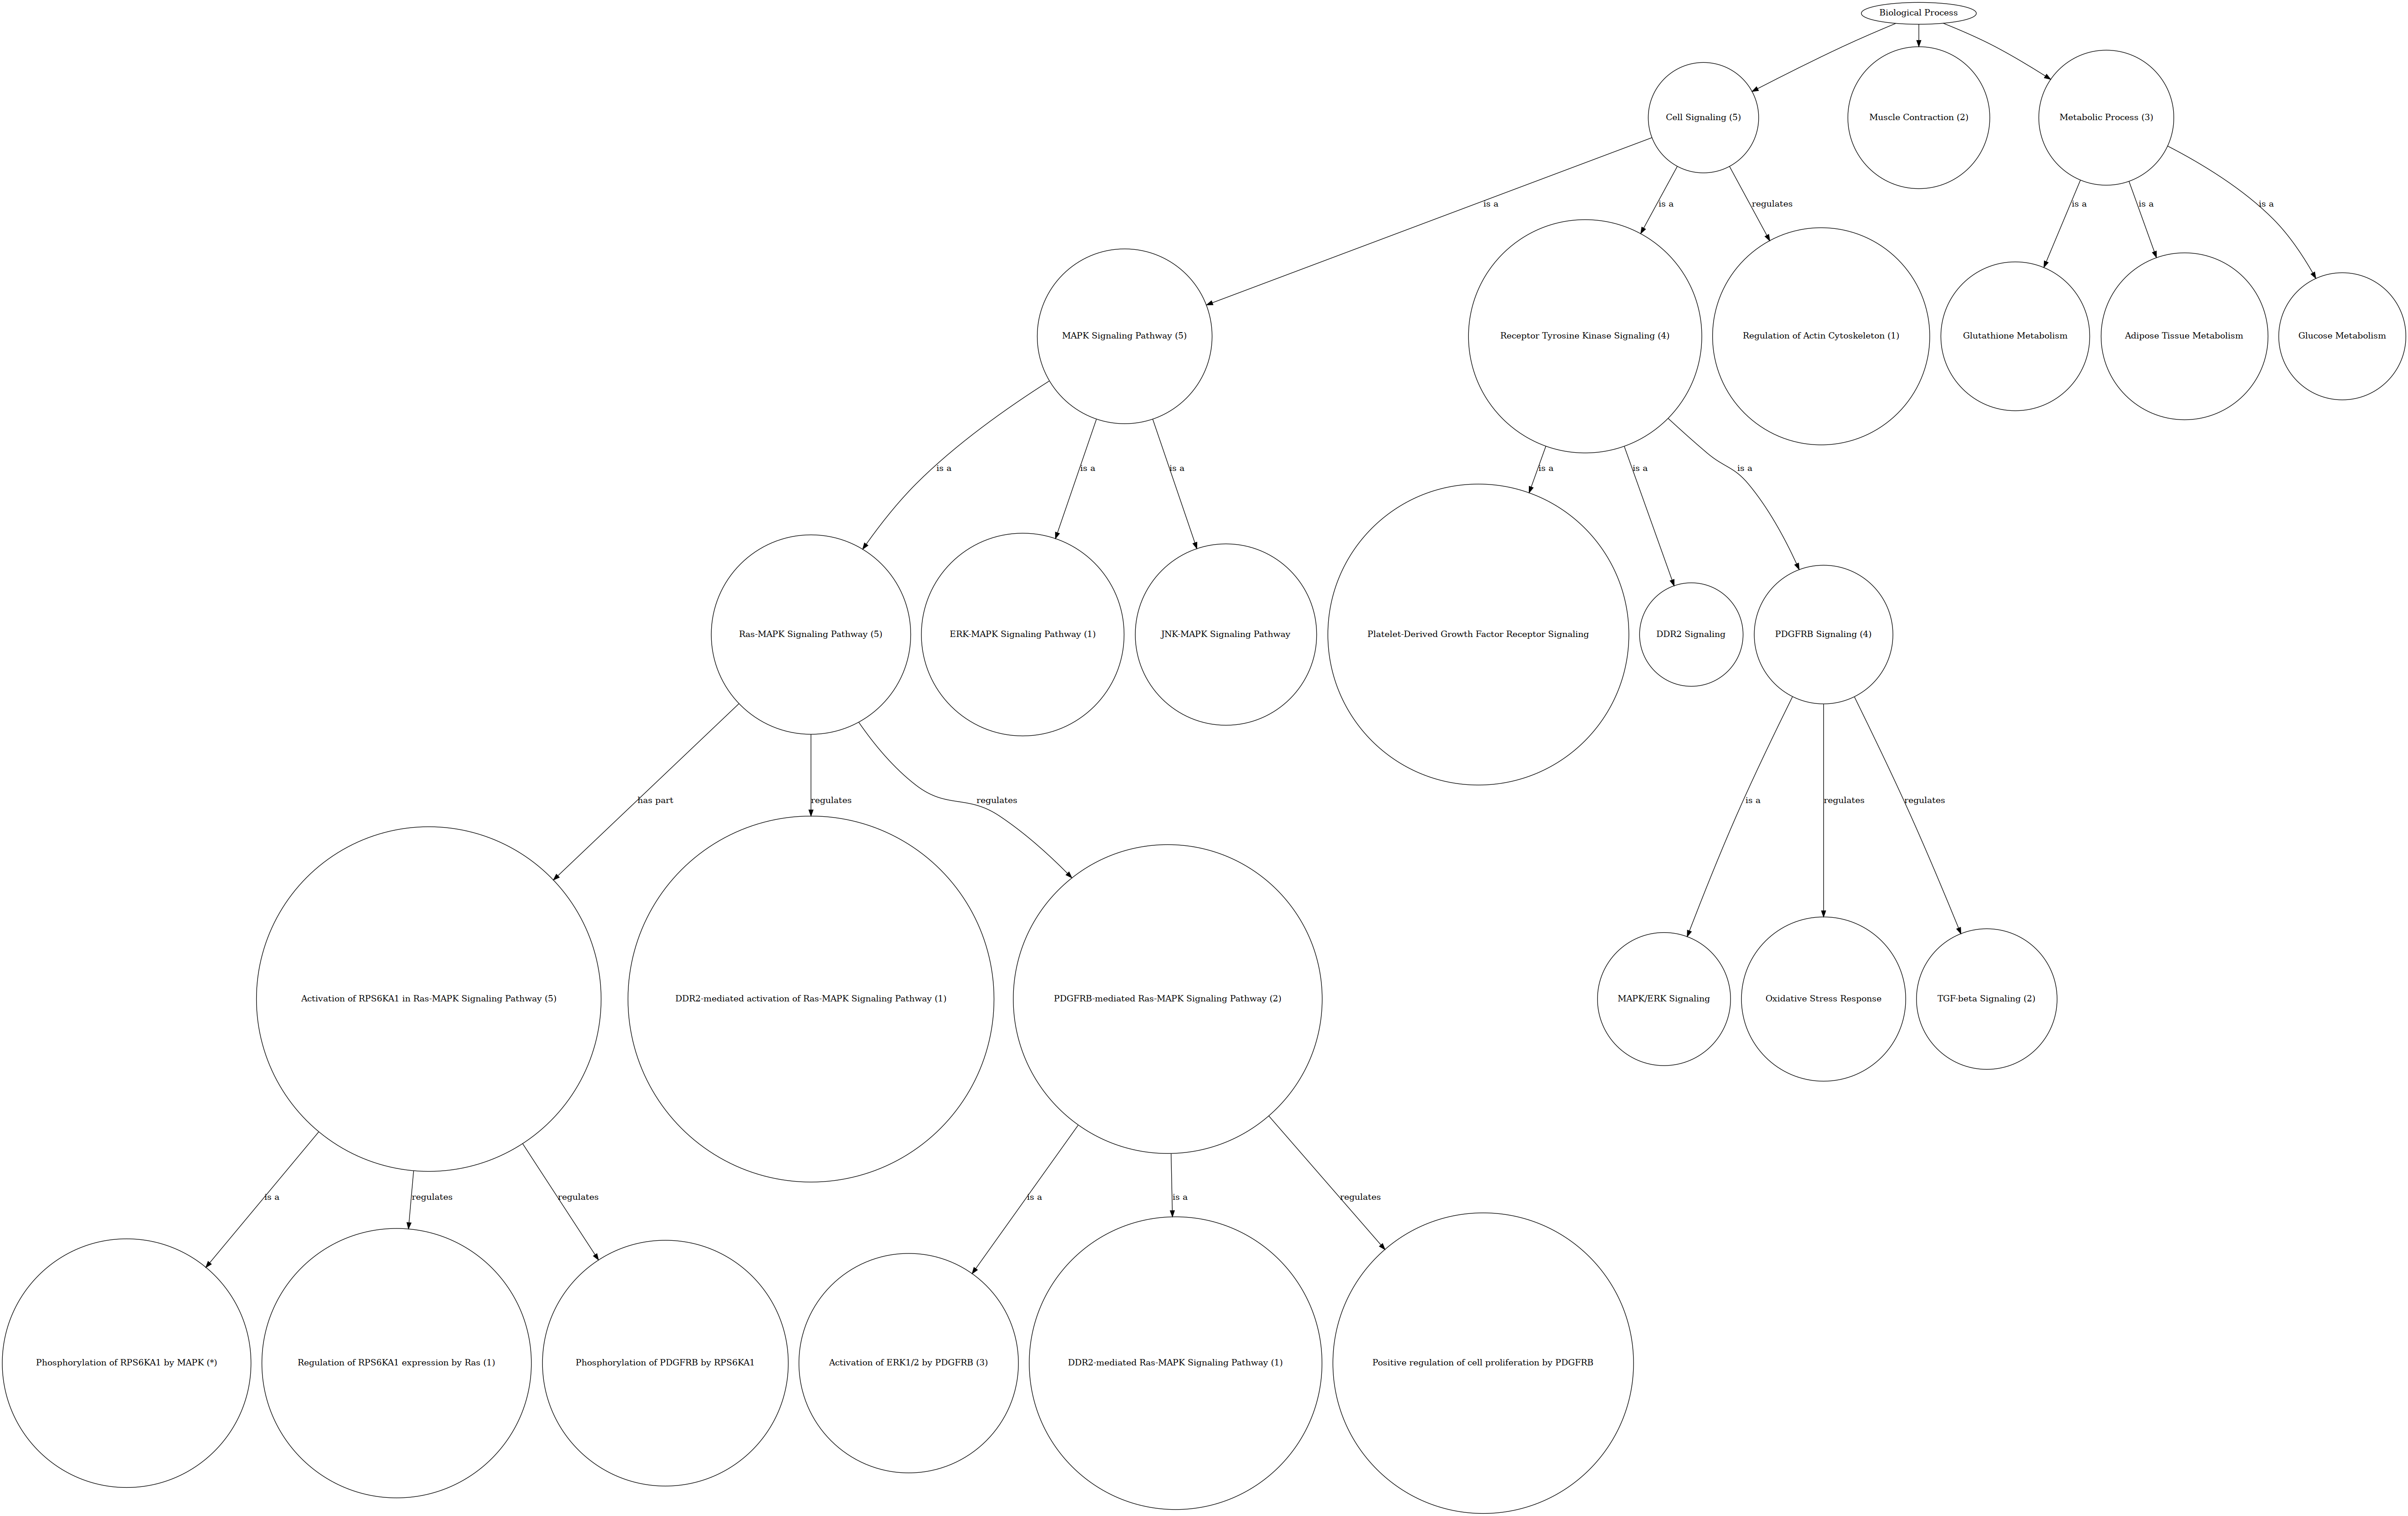 Biological Process
Cell Signaling (5)
Muscle Contraction (2)
Metabolic Process (3)
is a
is a
regulates
is a
is a
is a
MAPK Signaling Pathway (5)
Receptor Tyrosine Kinase Signaling (4)
Regulation of Actin Cytoskeleton (1)
Glutathione Metabolism
Adipose Tissue Metabolism
Glucose Metabolism
is a
is a
is a
is a
is a
is a
Ras-MAPK Signaling Pathway (5)
ERK-MAPK Signaling Pathway (1)
JNK-MAPK Signaling Pathway
Platelet-Derived Growth Factor Receptor Signaling
DDR2 Signaling
PDGFRB Signaling (4)
has part
regulates
regulates
is a
regulates
regulates
Activation of RPS6KA1 in Ras-MAPK Signaling Pathway (5)
DDR2-mediated activation of Ras-MAPK Signaling Pathway (1)
PDGFRB-mediated Ras-MAPK Signaling Pathway (2)
MAPK/ERK Signaling
Oxidative Stress Response
TGF-beta Signaling (2)
is a
regulates
regulates
is a
is a
regulates
Phosphorylation of RPS6KA1 by MAPK (*)
Regulation of RPS6KA1 expression by Ras (1)
Phosphorylation of PDGFRB by RPS6KA1
Activation of ERK1/2 by PDGFRB (3)
DDR2-mediated Ras-MAPK Signaling Pathway (1)
Positive regulation of cell proliferation by PDGFRB